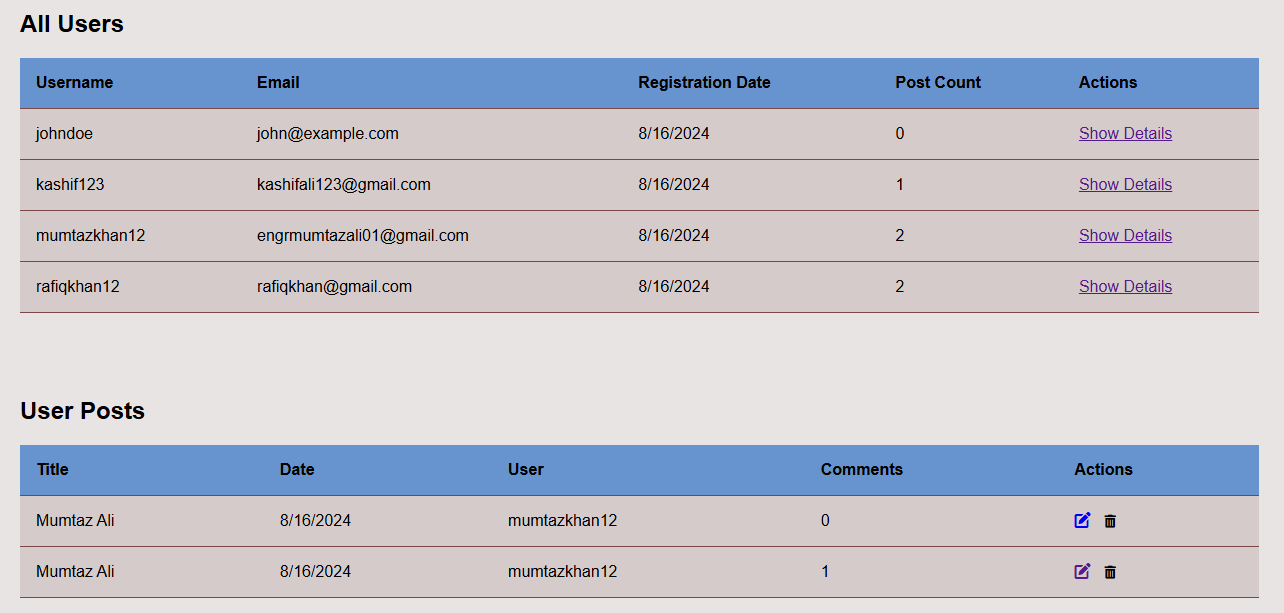 All Users
Username Email Registration Date Post Count Actions
johndoe john@example.com 8/16/2024 0 Show Details
kashif123 kashifali123@gmail.com 8/16/2024 1 Show Details
mumtazkhan12 engrmumtazali01@gmail.com 8/16/2024 2 Show Details
rafiqkhan12 rafiqkhan@gmail.com 8/16/2024 2 Show Details
User Posts
Title Date User Comments Actions
Mumtaz Ali 8/16/2024 mumtazkhan12 0
Mumtaz Ali 8/16/2024 mumtazkhan12 1